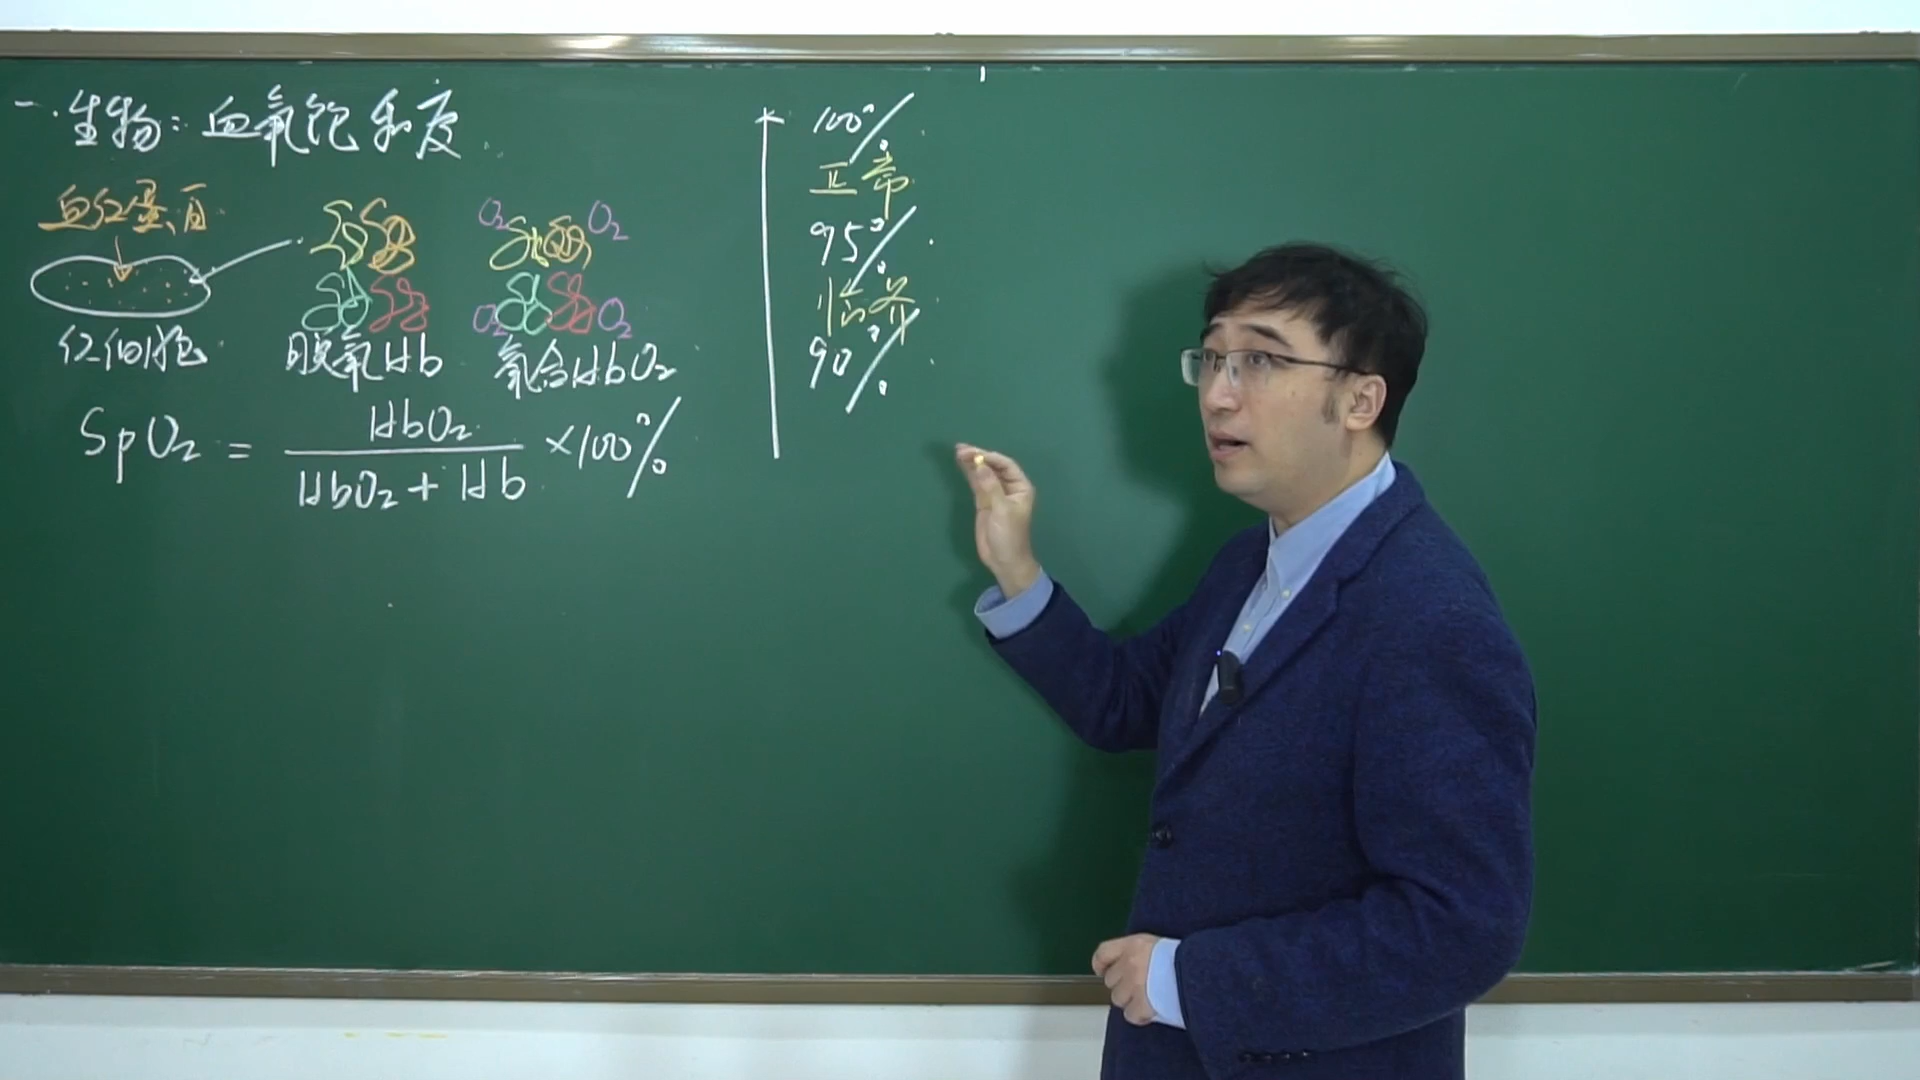 一.生物:血氧饱和度
血红蛋白
O₂ O₂
O₂ O₂
红细胞 脱氧Hb 氧合HbO₂
SpO₂ = HbO₂ / HbO₂ + Hb ×100%
100%
正常
95%
临界
90%